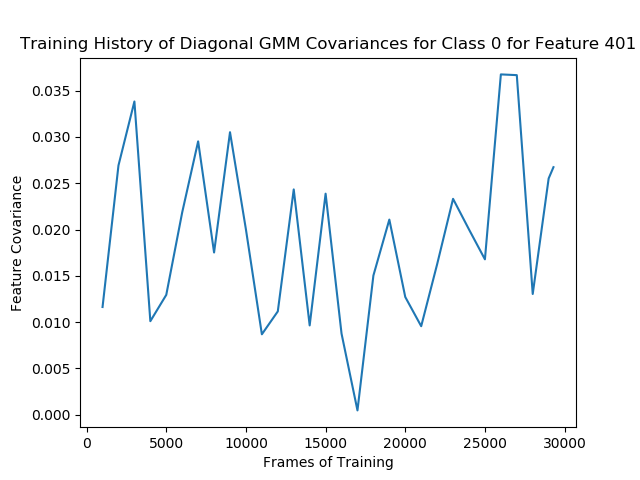 Training History of Diagonal GMM Covariances for Class 0 for Feature 401
Feature Covariance
0.035
0.030
0.025
0.020
0.015
0.010
0.005
0.000
0 5000 10000 15000 20000 25000 30000
Frames of Training